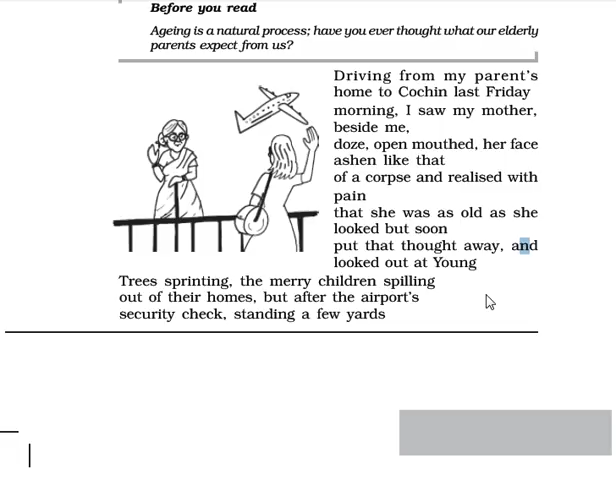 Before you read
Ageing is a natural process; have you ever thought what our elderly
parents expect from us?
Driving from my parent's
home to Cochin last Friday
morning, I saw my mother,
beside me,
doze, open mouthed, her face
ashen like that
of a corpse and realised with
pain
that she was as old as she
looked but soon
put that thought away, and
looked out at Young
Trees sprinting, the merry children spilling
out of their homes, but after the airport's
security check, standing a few yards